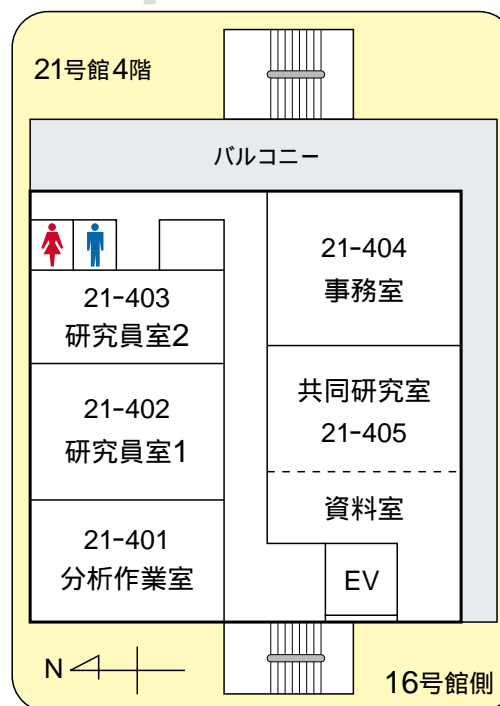 21号館4階
バルコニー
21-403
研究員室2
21-404
事務室
21-402
研究員室1
共同研究室
21-405
資料室
21-401
分析作業室
EV
N
16号館側